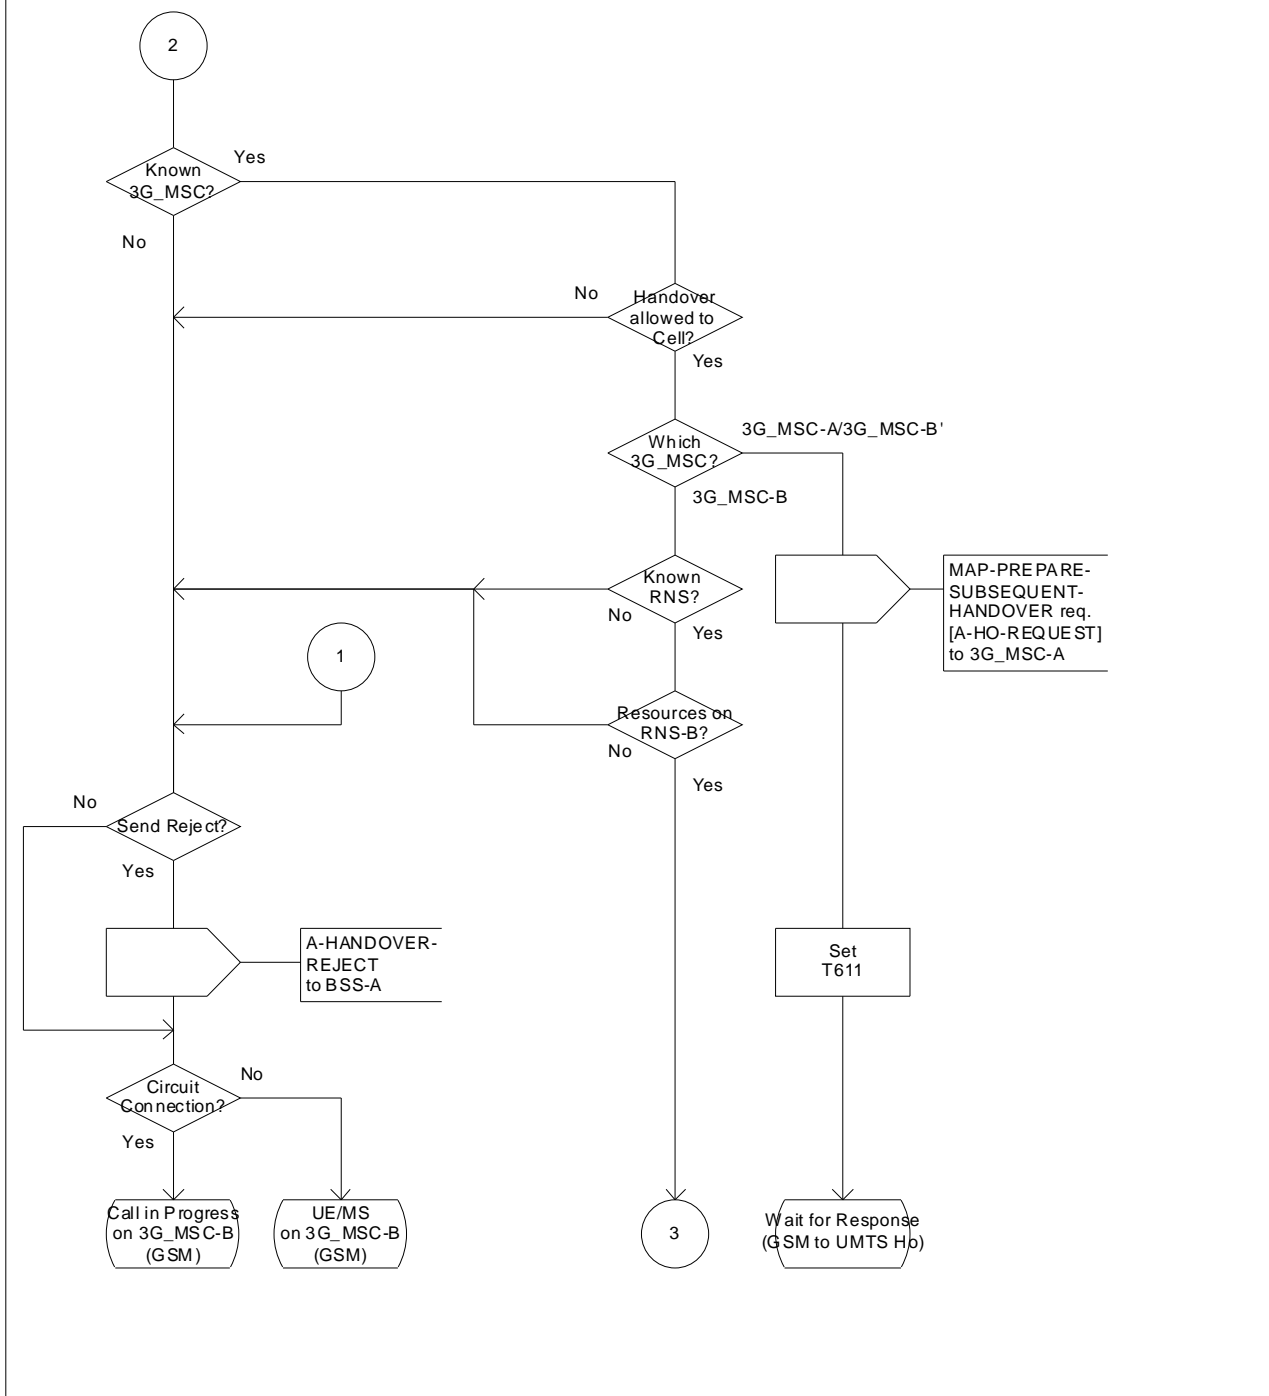 2
Yes
Known
3G_MSC?
No
No
Handover
allowed to
Cell?
Yes
3G_MSC-A/3G_MSC-B'
Which
3G_MSC?
3G_MSC-B
Known
RNS?
No
Yes
MAP-PREPARE-
SUBSEQUENT-
HANDOVER req.
[A-HO-REQUEST]
to 3G_MSC-A
1
Resources on
RNS-B?
No
Yes
No
Send Reject?
Yes
A-HANDOVER-
REJECT
to BSS-A
Set
T611
Circuit
Connection?
No
Yes
Call in Progress
on 3G_MSC-B
(GSM)
UE/MS
on 3G_MSC-B
(GSM)
3
Wait for Response
(GSM to UMTS Ho)